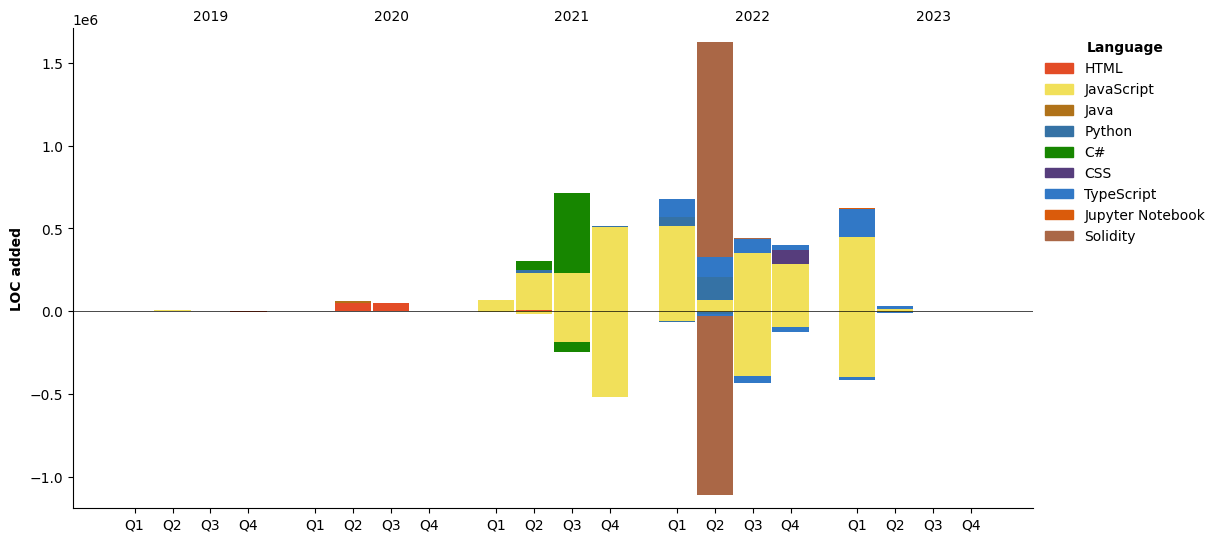 2019 2020 2021 2022 2023
1e6
Language
HTML
JavaScript
Java
Python
C#
CSS
TypeScript
Jupyter Notebook
Solidity
LOC added
1.5
1.0
0.5
0.0
−0.5
−1.0
Q1 Q2 Q3 Q4 Q1 Q2 Q3 Q4 Q1 Q2 Q3 Q4 Q1 Q2 Q3 Q4 Q1 Q2 Q3 Q4